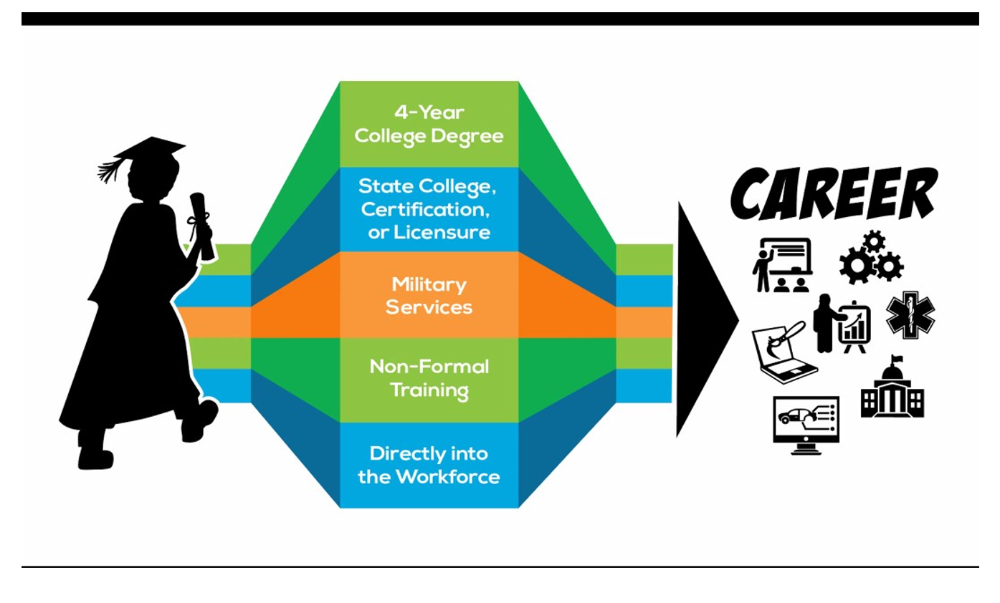 4-Year
College Degree
State College,
Certification,
or Licensure
Military
Services
Non-Formal
Training
Directly into
the Workforce
CAREER